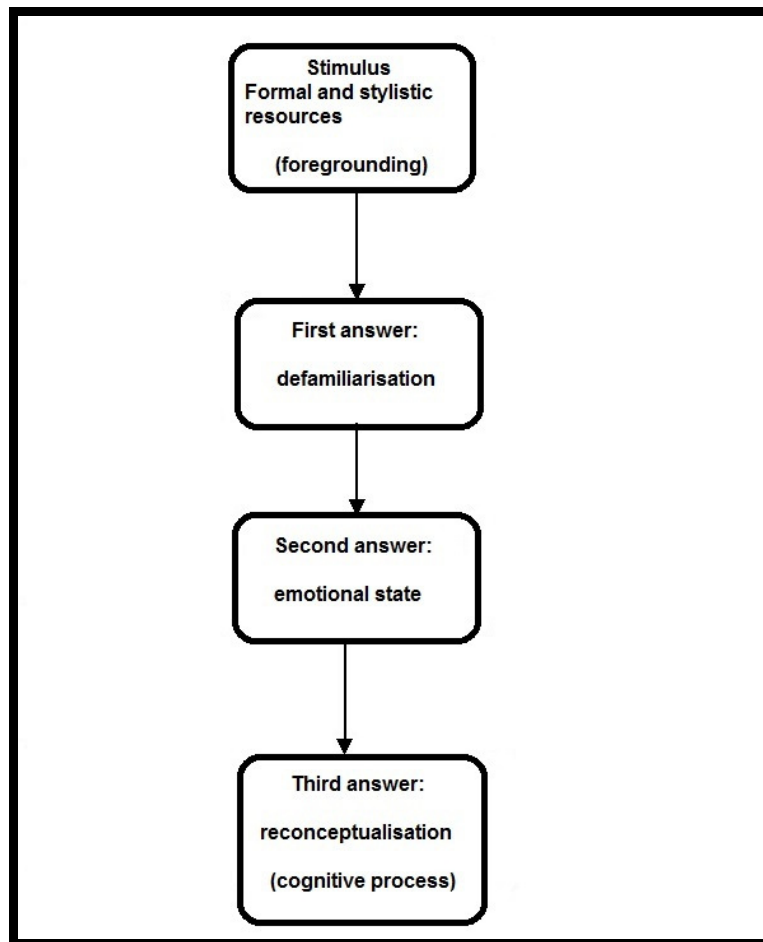 Stimulus
Formal and stylistic
resources
(foregrounding)
First answer:
defamiliarisation
Second answer:
emotional state
Third answer:
reconceptualisation
(cognitive process)